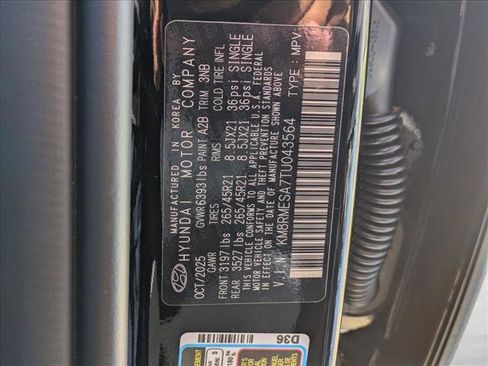 MANUFACTURED IN KOREA BY
HYUNDAI MOTOR COMPANY
OCT/2025 GVWR 6393 lbs PAINT A2B TRIM 3NB
GAWR TIRES RIMS COLD TIRE INFL
FRONT 3197 lbs 265/45R21 8.5JX21 36psi SINGLE
REAR 3527 lbs 265/45R21 8.5JX21 36psi SINGLE
THIS VEHICLE CONFORMS TO ALL APPLICABLE U.S.A. FEDERAL
MOTOR VEHICLE SAFETY, THEFT PREVENTION STANDARDS IN
EFFECT ON THE DATE OF MANUFACTURE SHOWN ABOVE.
V.I.N: KM8RMESA7TU043564 TYPE: MPV
D36